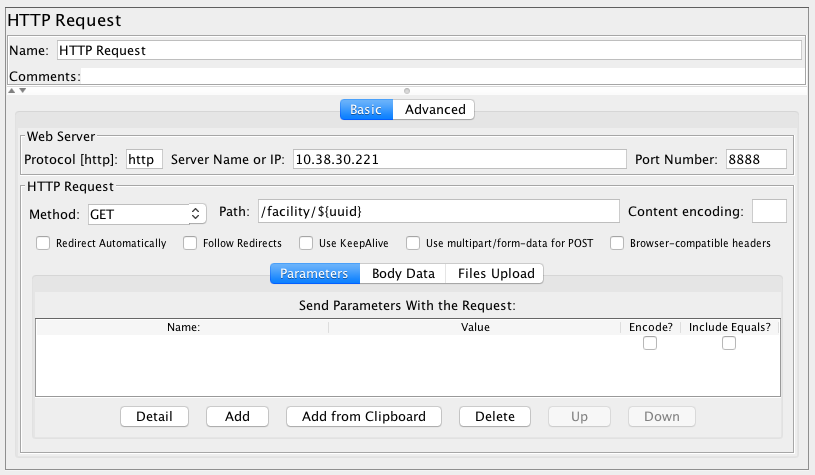 HTTP Request
Name: HTTP Request
Comments:
Basic Advanced
Web Server
Protocol [http]: http Server Name or IP: 10.38.30.221 Port Number: 8888
HTTP Request
Method: GET Path: /facility/${uuid} Content encoding:
Redirect Automatically Follow Redirects Use KeepAlive Use multipart/form-data for POST Browser-compatible headers
Parameters Body Data Files Upload
Send Parameters With the Request:
Name: Value Encode? Include Equals?
Detail Add Add from Clipboard Delete Up Down